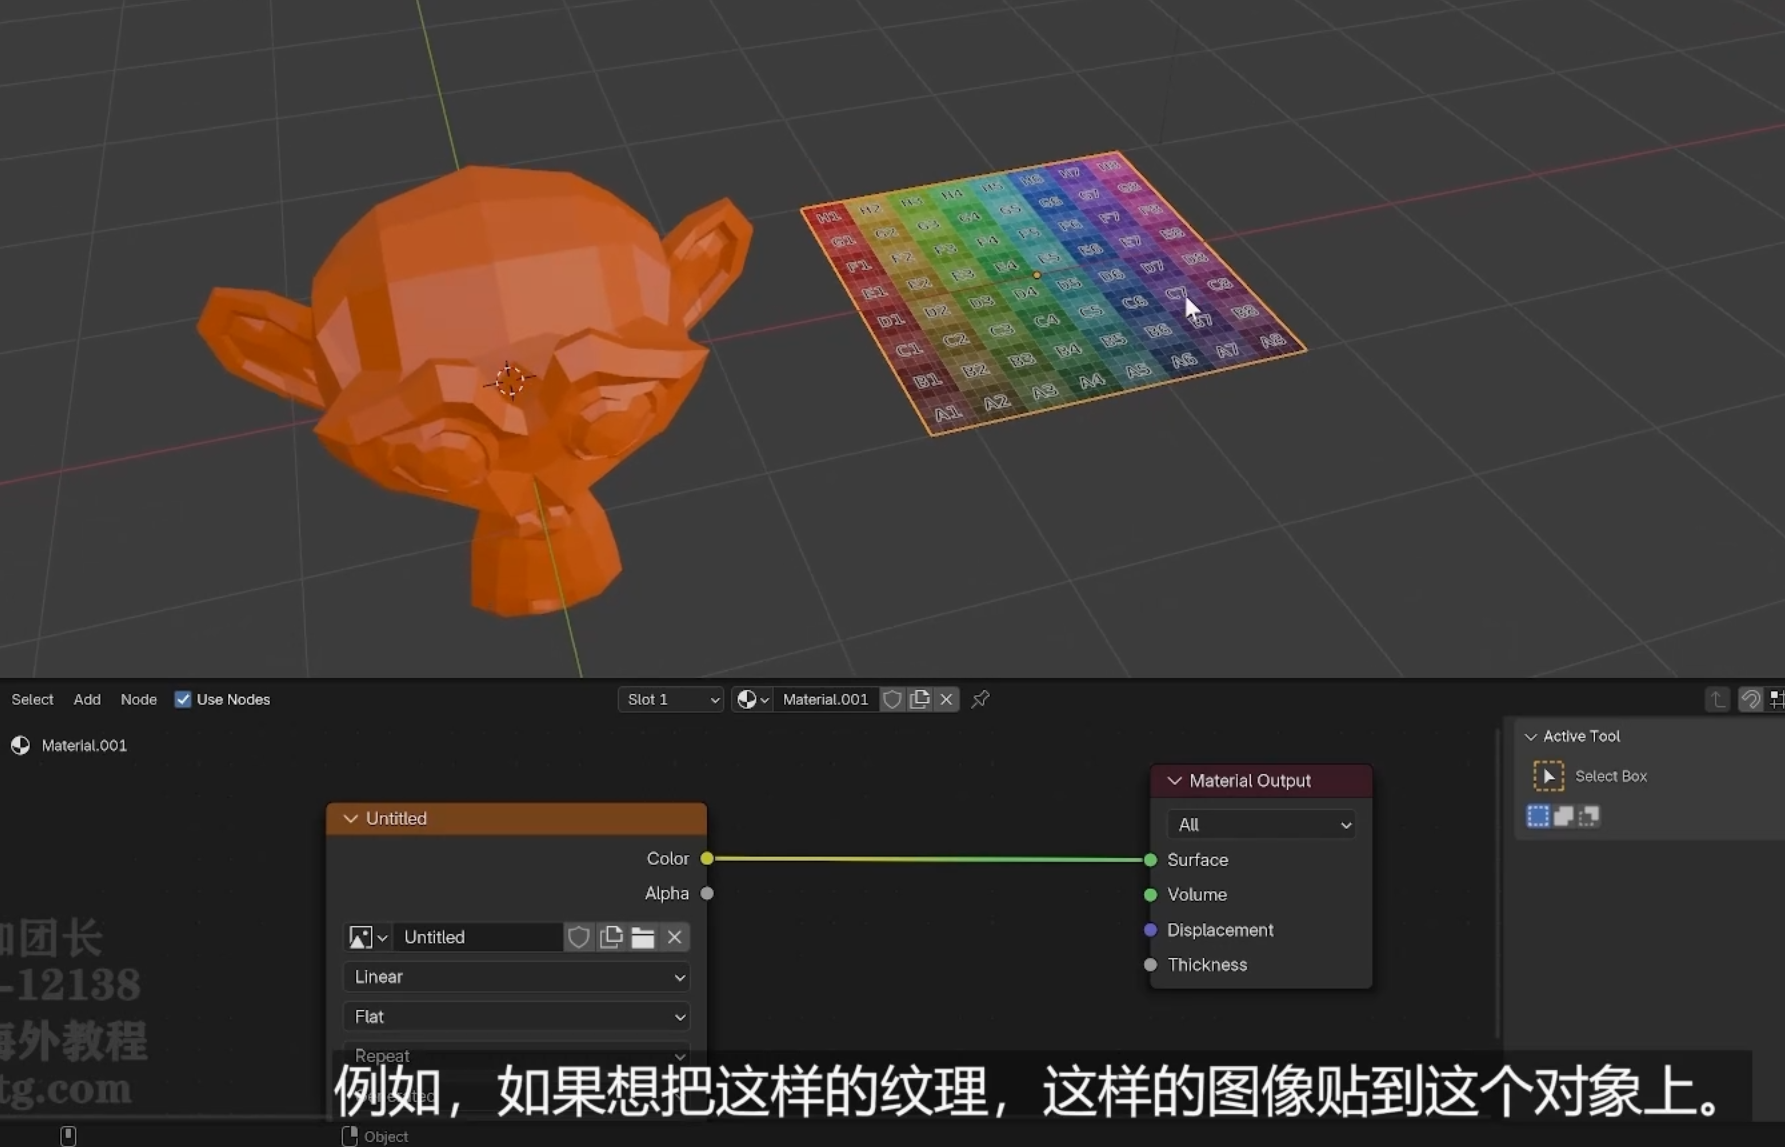 H1 H2 H3 H4 H5 H6 H7 H8
G1 G2 G3 G4 G5 G6 G7 G8
F1 F2 F3 F4 F5 F6 F7 F8
E1 E2 E3 E4 E5 E6 E7 E8
D1 D2 D3 D4 D5 D6 D7 D8
C1 C2 C3 C4 C5 C6 C7 C8
B1 B2 B3 B4 B5 B6 B7 B8
A1 A2 A3 A4 A5 A6 A7 A8
Select Add Node Use Nodes Slot 1 Material.001
Material.001
Active Tool
Select Box
Material Output
All
Surface
Volume
Displacement
Thickness
Untitled
Color
Alpha
Untitled
Linear
Flat
Repeat
团长
-12138
海外教程
tg.com
例如，如果想把这样的纹理，这样的图像贴到这个对象上。
Object